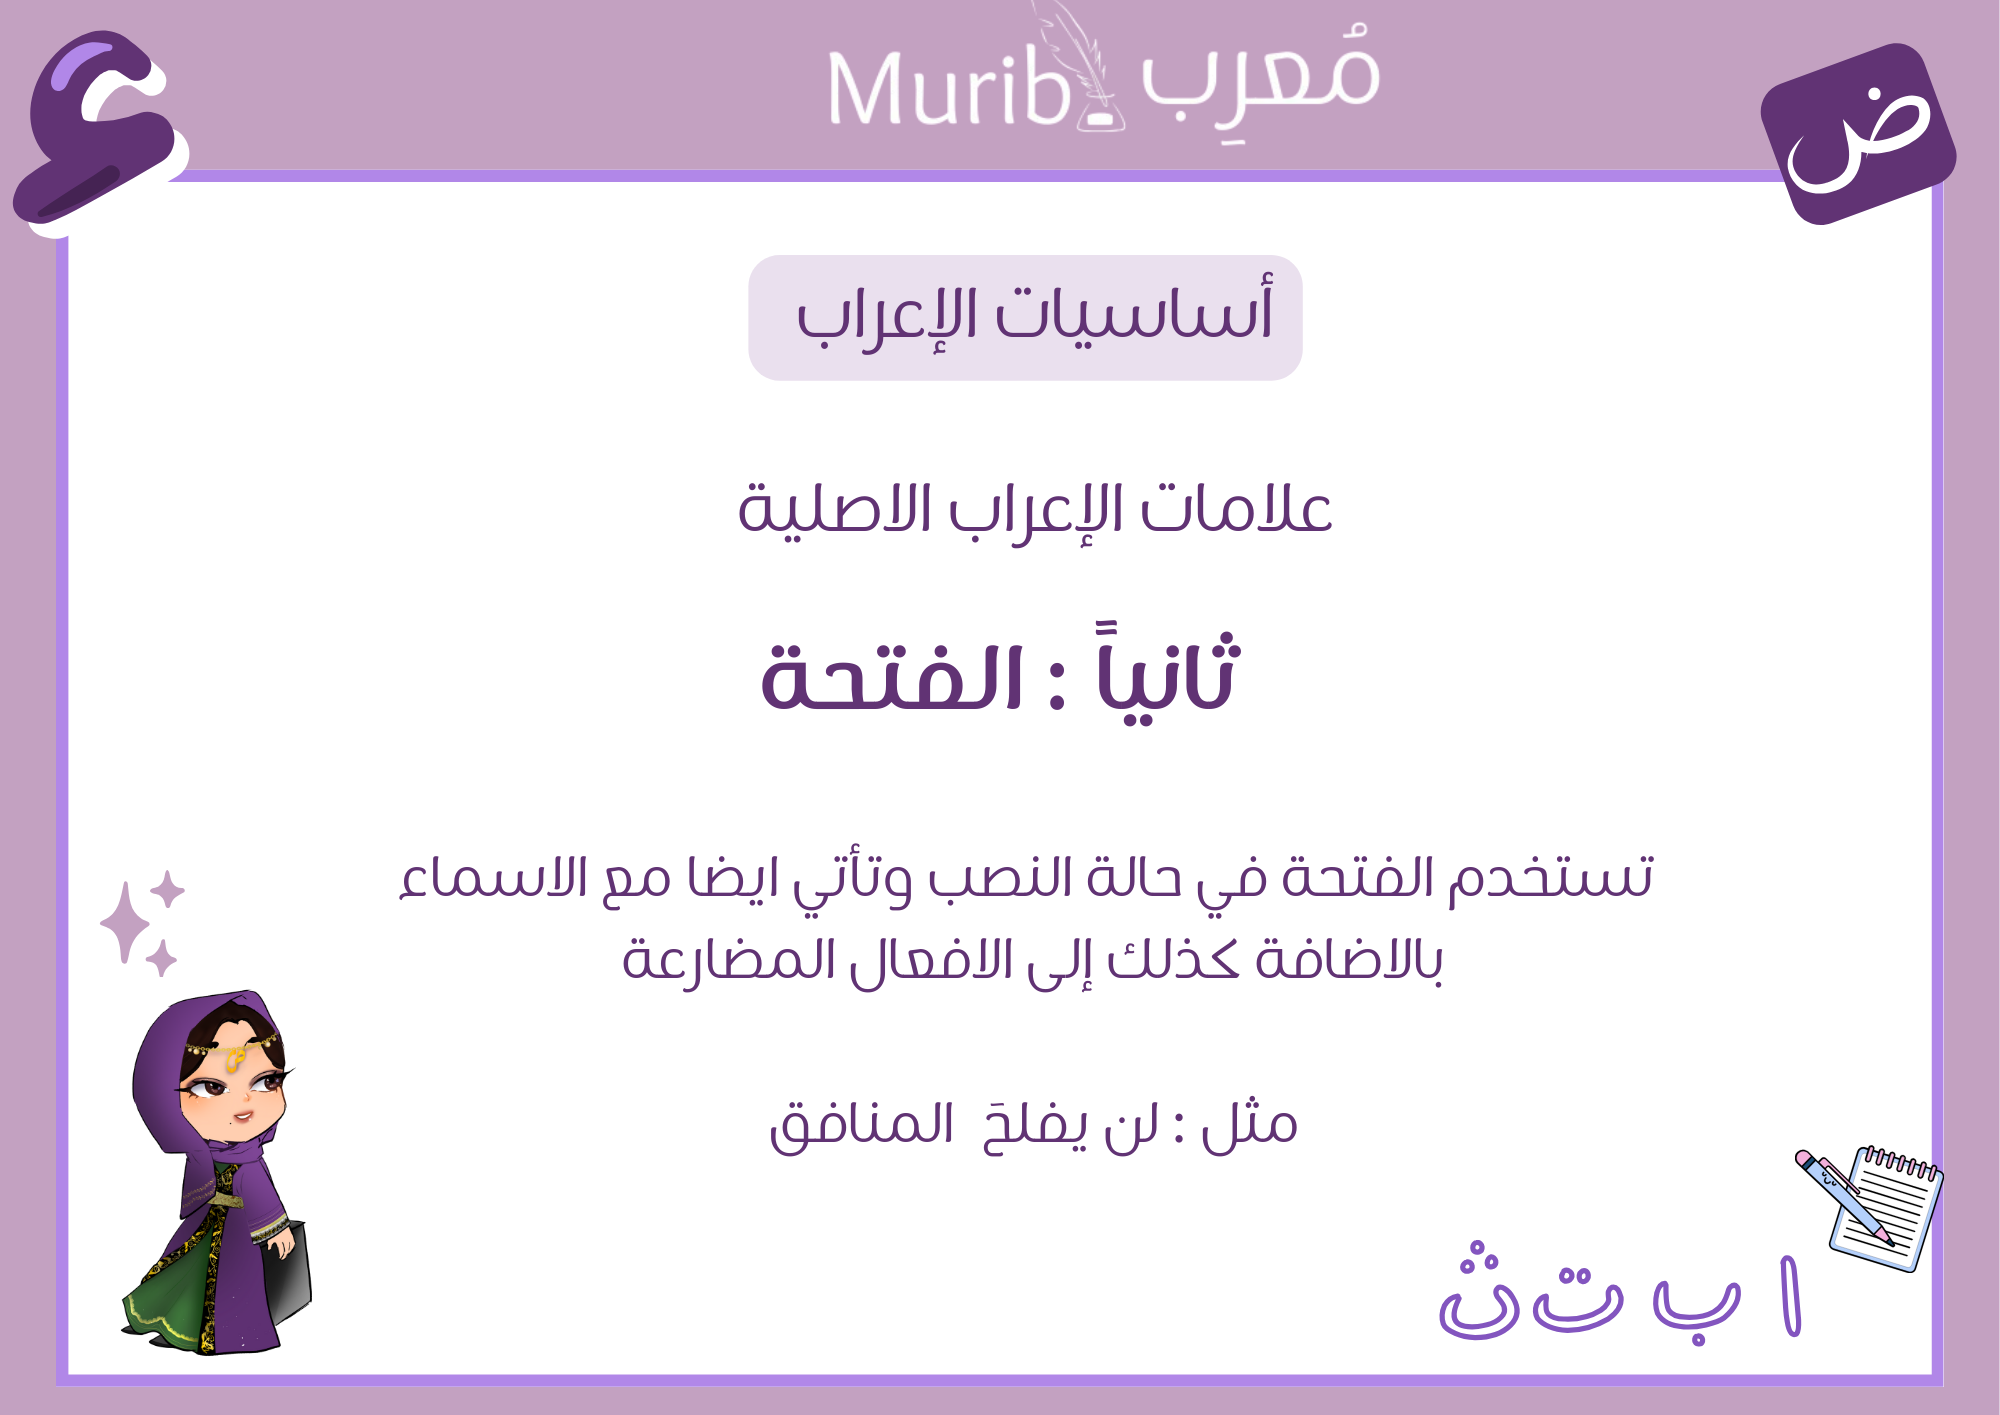 Murib مُعرِب
ع
ض
أساسيات الإعراب
علامات الإعراب الاصلية
ثانياً : الفتحة
تستخدم الفتحة في حالة النصب وتأتي ايضا مع الاسماء
بالاضافة كذلك إلى الافعال المضارعة
مثل : لن يفلحَ المنافق
ض
ا ب ت ث